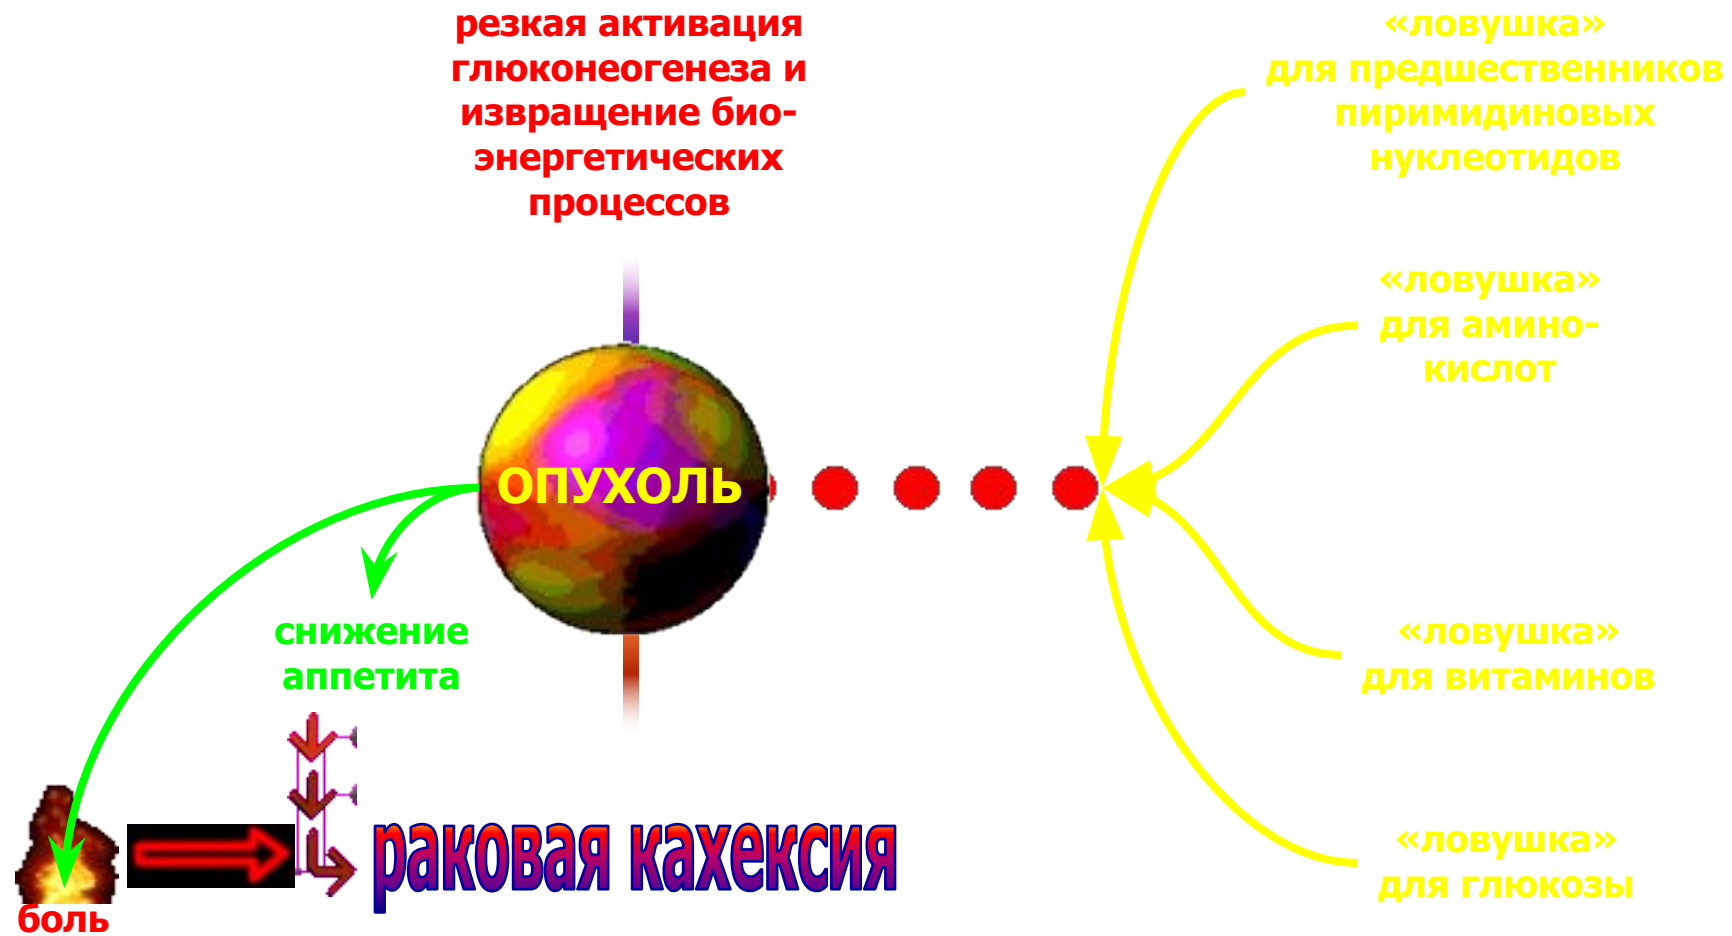 резкая активация
глюконеогенеза и
извращение био-
энергетических
процессов
«ловушка»
для предшественников
пиримидиновых
нуклеотидов
«ловушка»
для амино-
кислот
ОПУХОЛЬ
снижение
аппетита
«ловушка»
для витаминов
раковая кахексия
«ловушка»
для глюкозы
боль